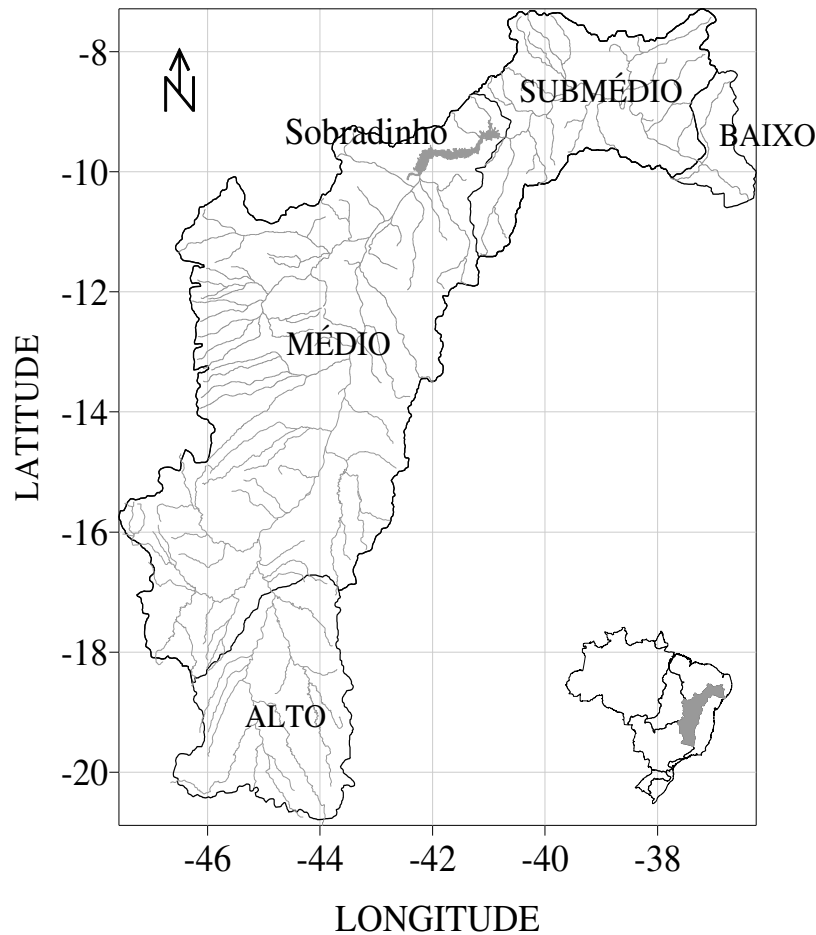 -8
N
SUBMÉDIO
Sobradinho
BAIXO
-10
-12
MÉDIO
LATITUDE
-14
-16
-18
ALTO
-20
-46 -44 -42 -40 -38
LONGITUDE